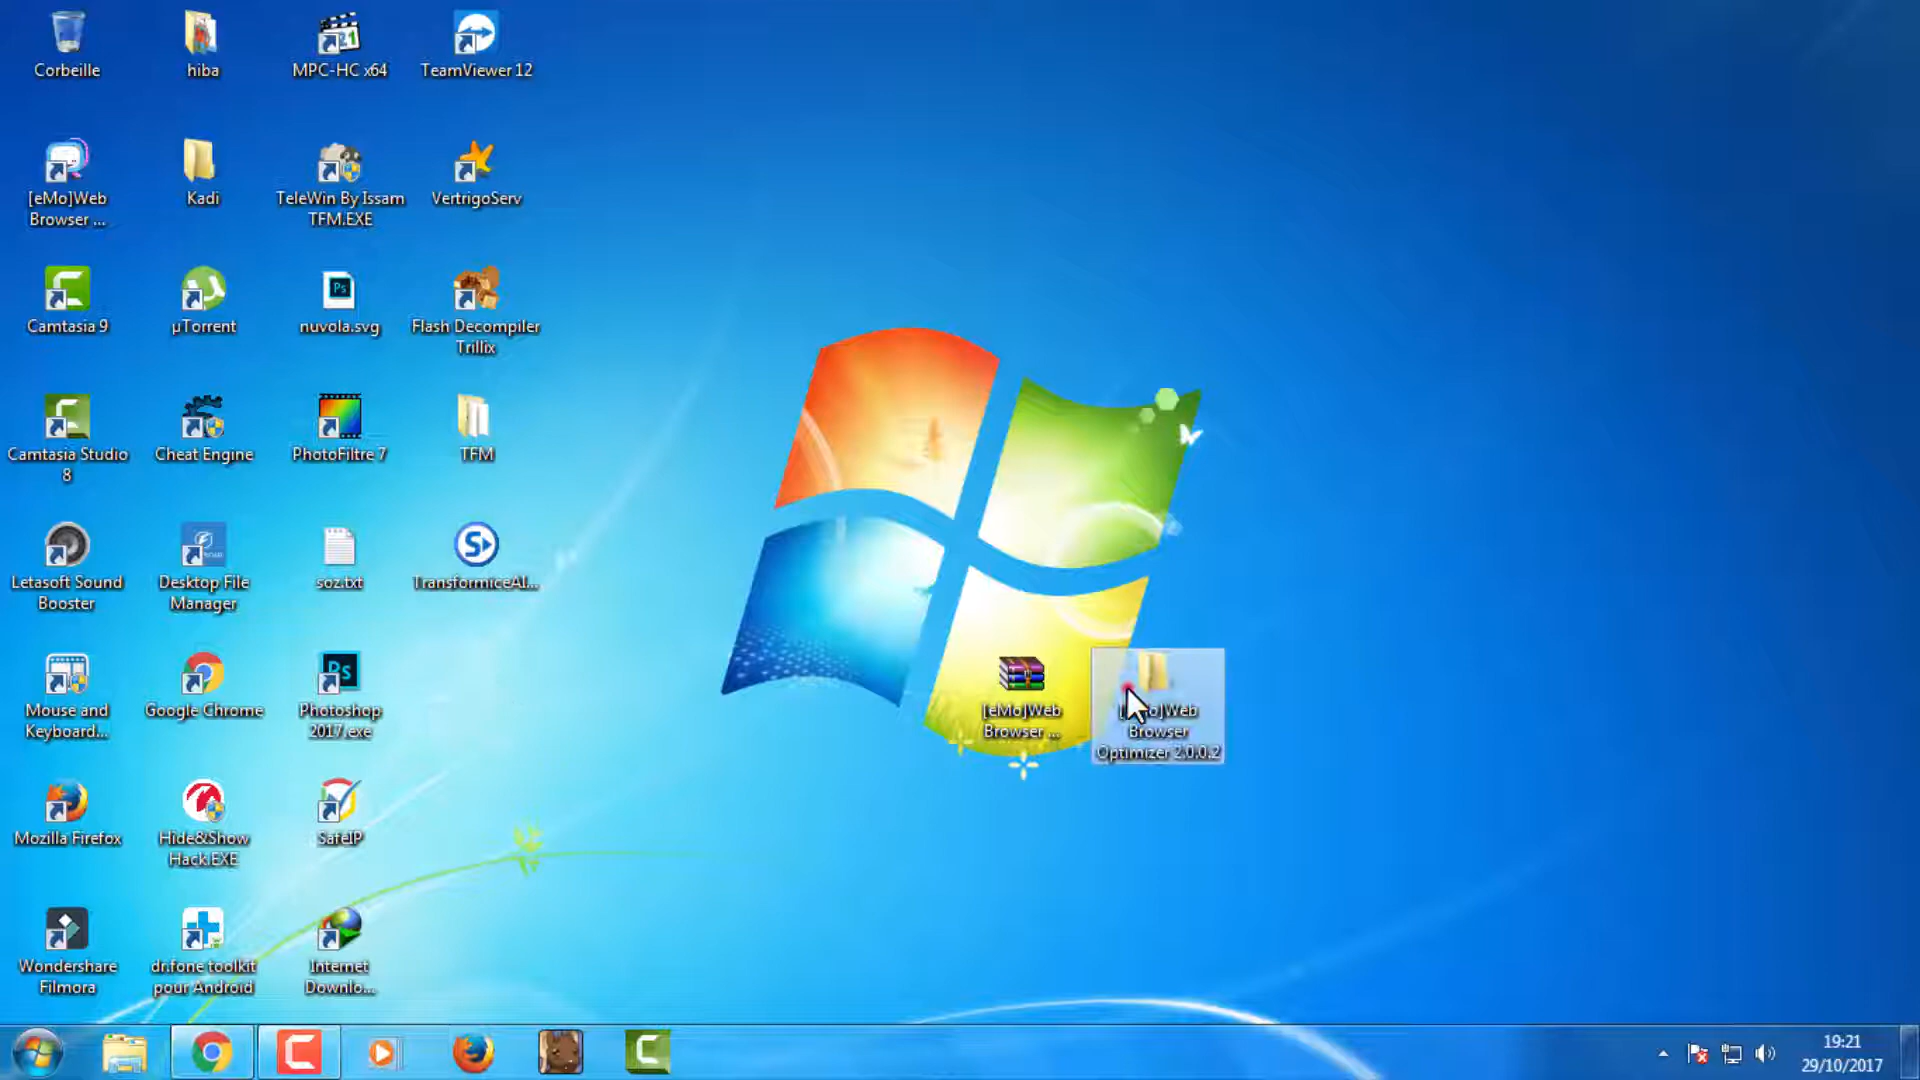 Corbeille
hiba
MPC-HC x64
TeamViewer 12
[eMo]Web
Browser ...
Kadi
TeleWin By Issam
TFM.EXE
VertrigoServ
Camtasia 9
µTorrent
nuvola.svg
Flash Decompiler
Trillix
Camtasia Studio
8
Cheat Engine
PhotoFiltre 7
TFM
Letasoft Sound
Booster
Desktop File
Manager
soz.txt
TransformiceAI...
Mouse and
Keyboard...
Google Chrome
Photoshop
2017.exe
[eMo]Web
Browser ...
Browser
Optimizer 2.0.0.2
Mozilla Firefox
Hide&Show
Hack.EXE
SafeIP
Wondershare
Filmora
dr.fone toolkit
pour Android
Internet
Downlo...
19:21
29/10/2017